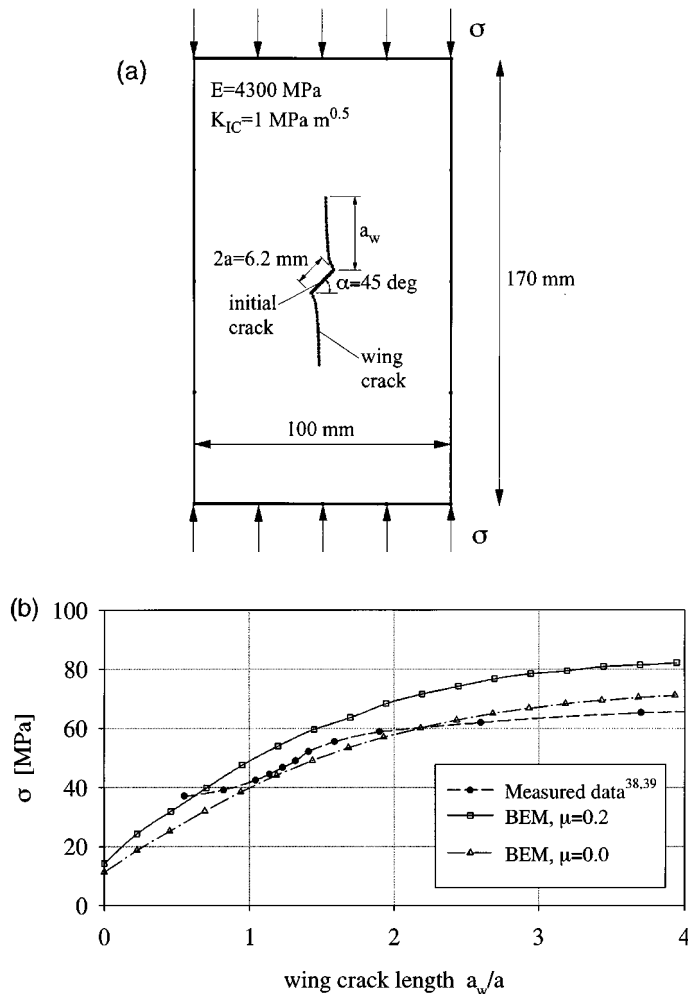 σ
(a)
E=4300 MPa
K_IC=1 MPa m^0.5
a_w
2a=6.2 mm
α=45 deg
initial
crack
wing
crack
170 mm
100 mm
σ
(b)
100
80
60
40
20
0
σ [MPa]
Measured data^38,39
BEM, μ=0.2
BEM, μ=0.0
0 1 2 3 4
wing crack length a_w/a